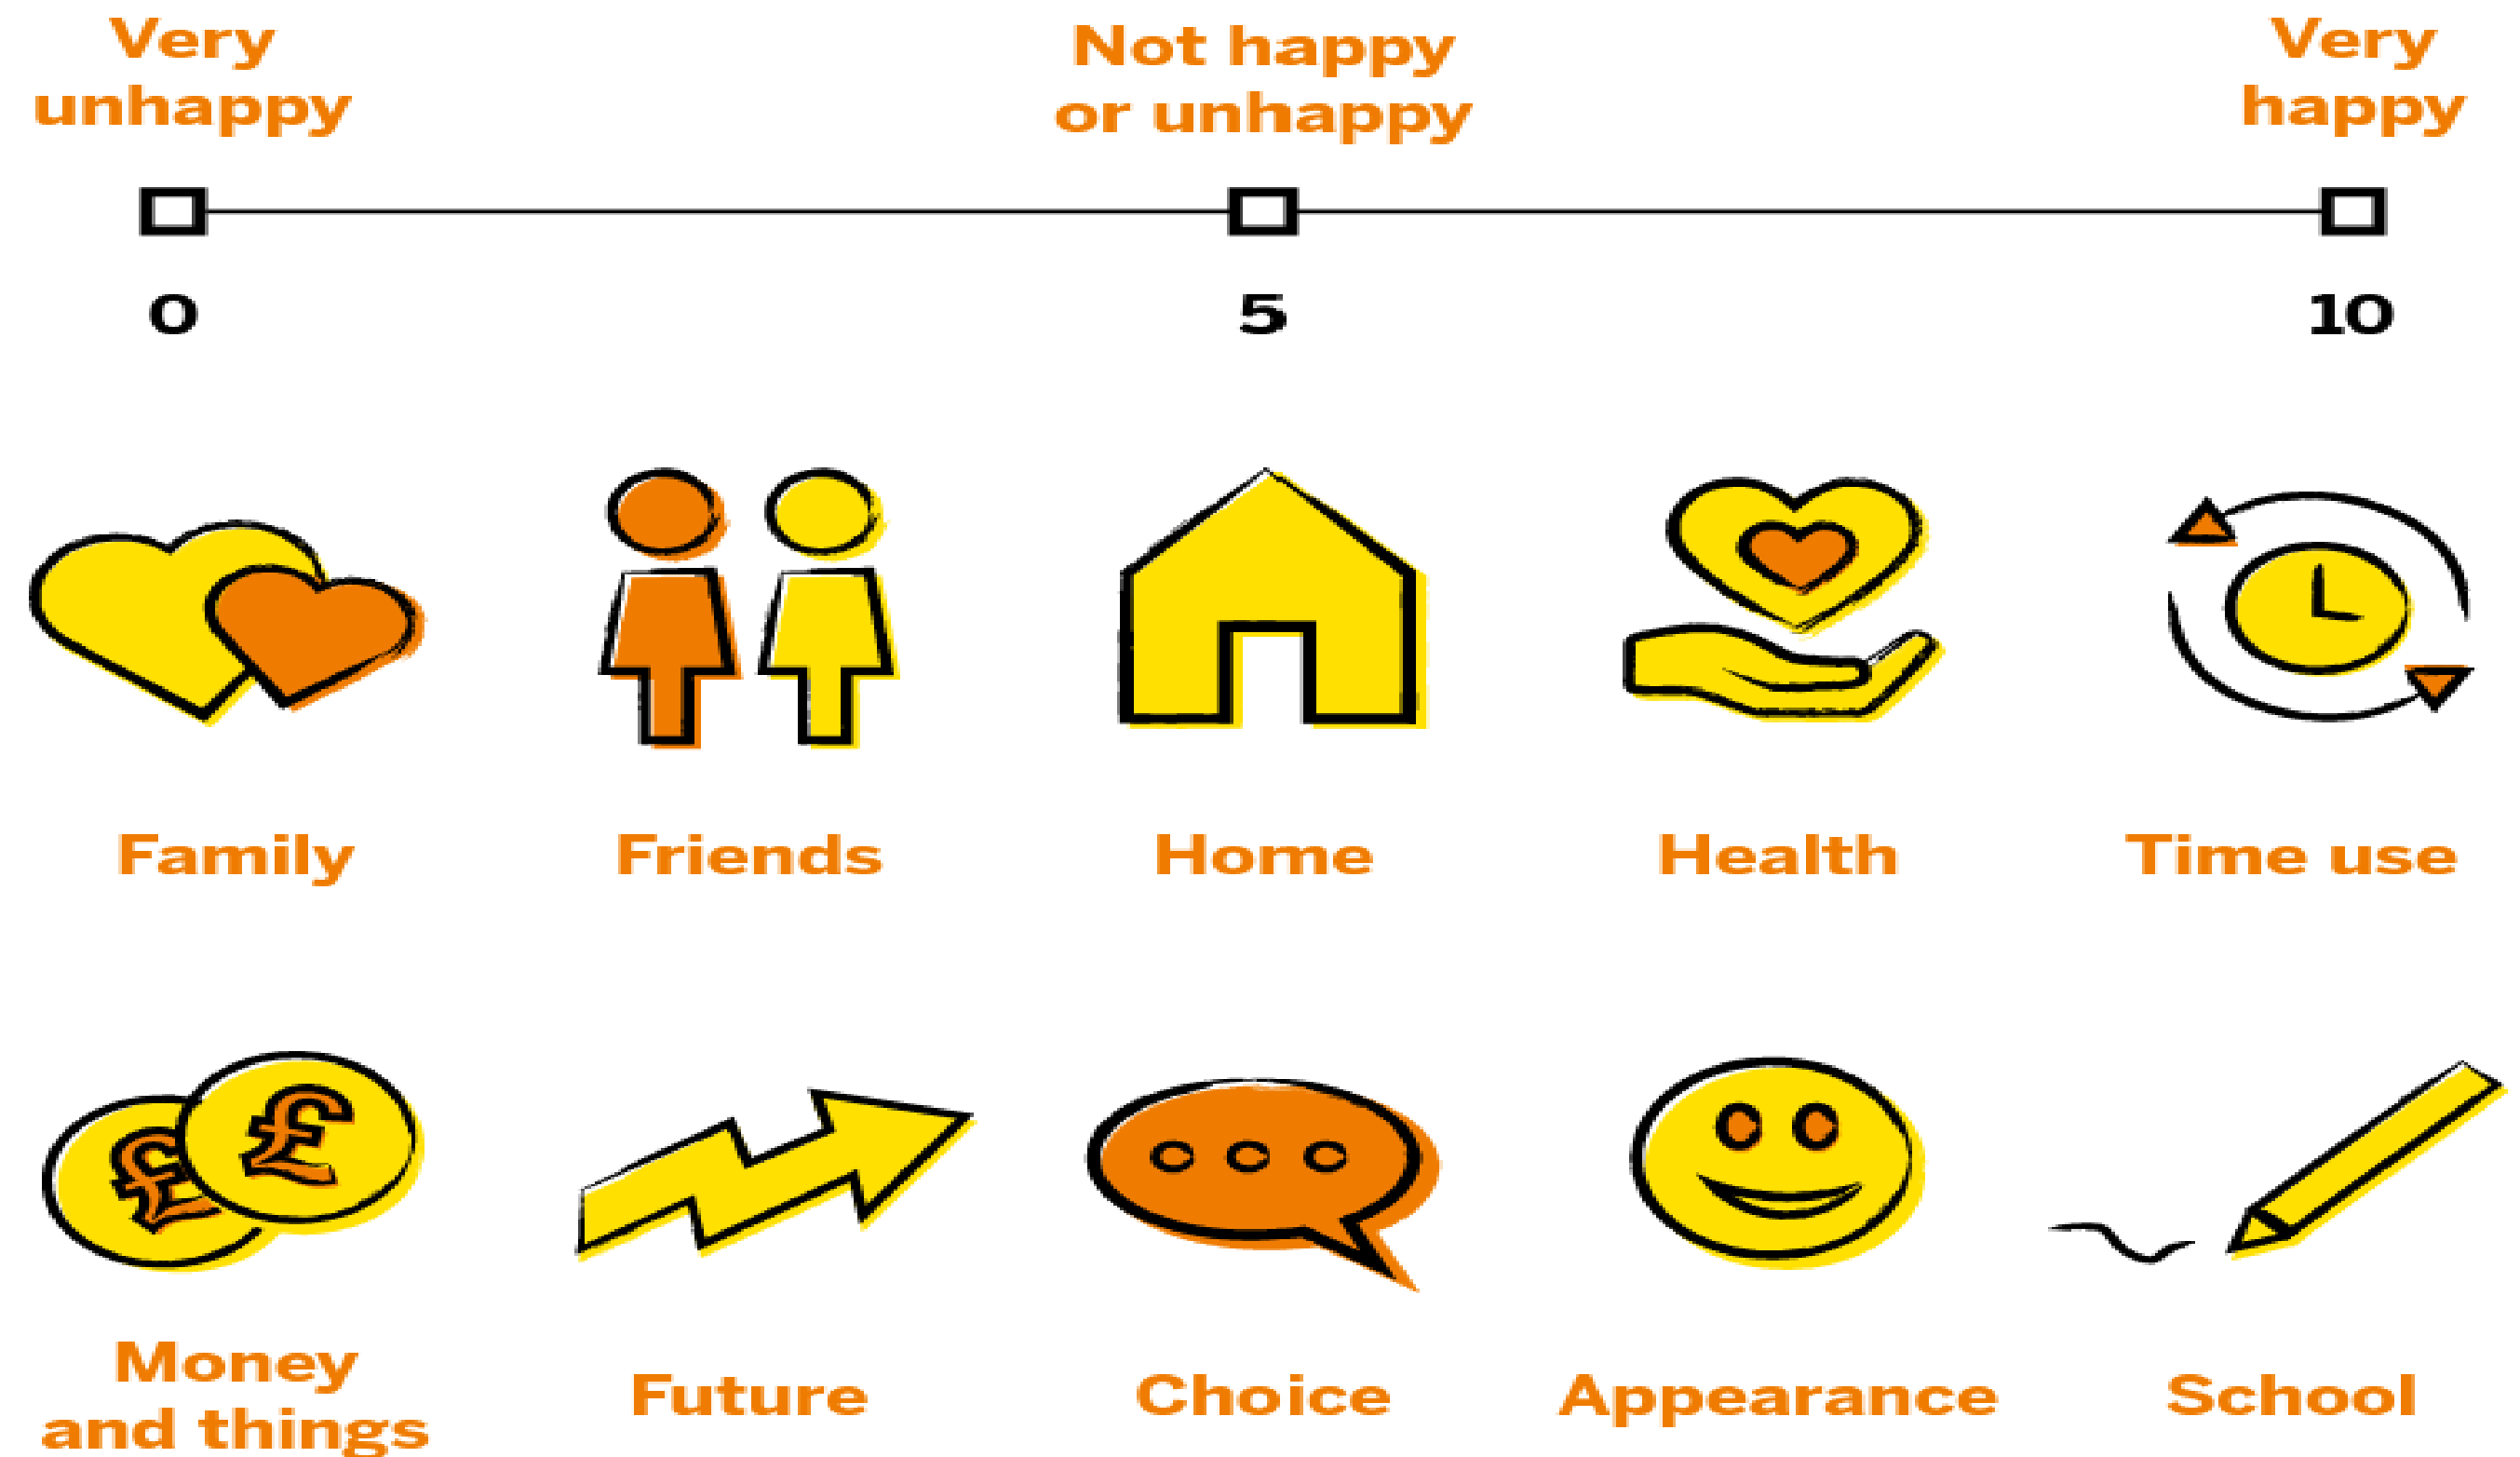 Very
unhappy
Not happy
or unhappy
Very
happy
0
5
10
Family
Friends
Home
Health
Time use
£
£
Money
and things
Future
Choice
Appearance
School